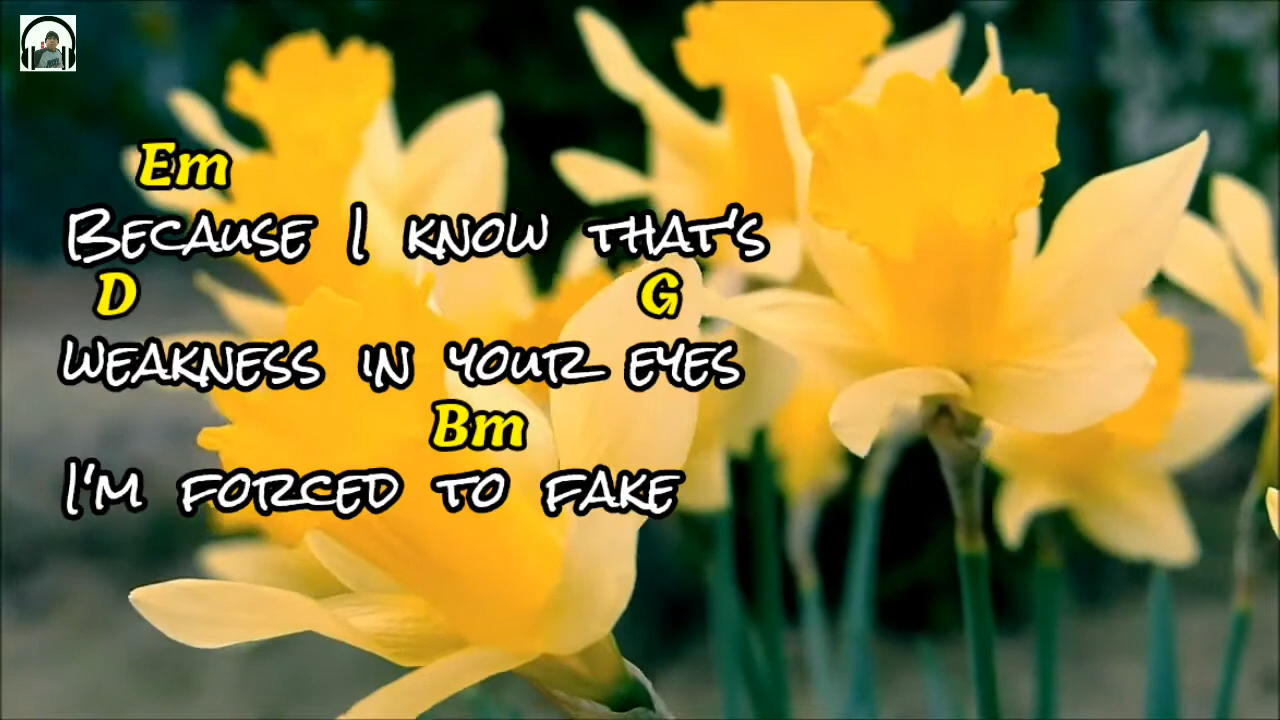 Em
Because I know that's
D G
weakness in your eyes
Bm
I'm forced to fake